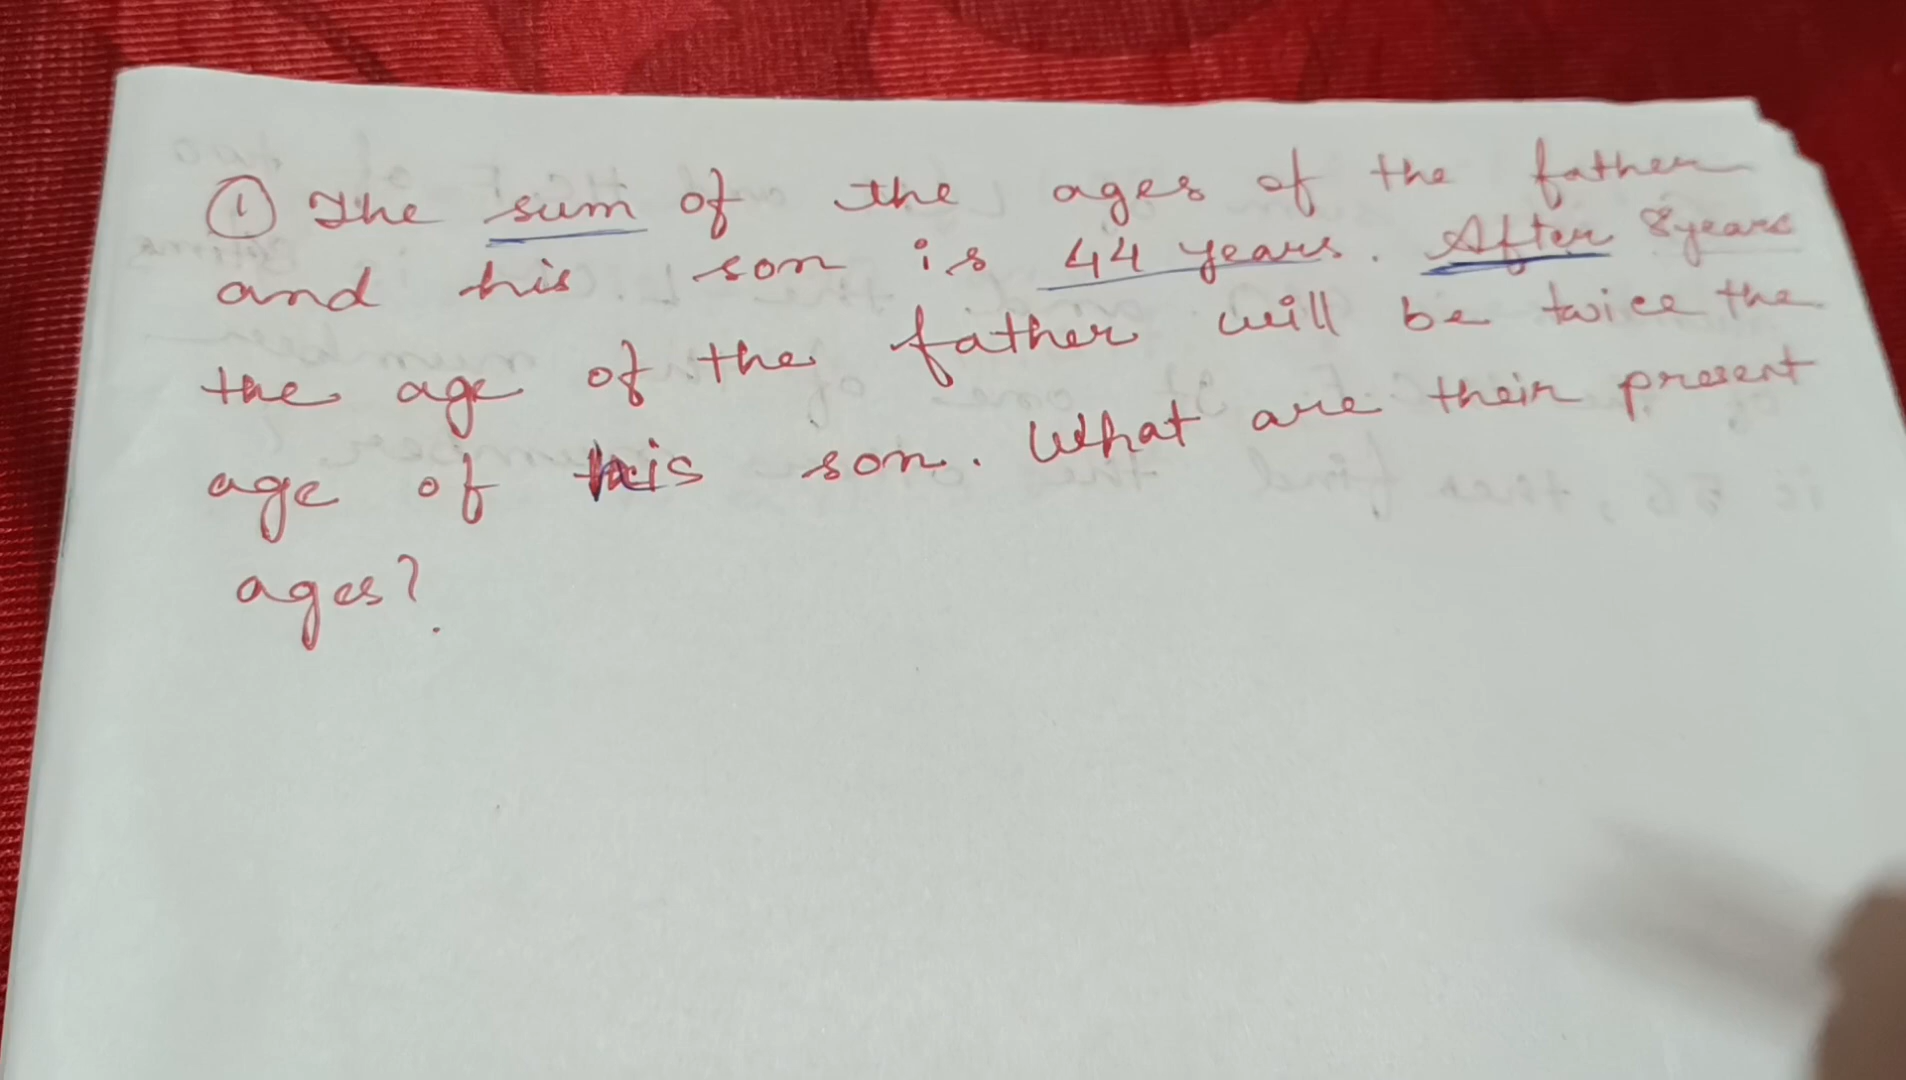 ① The sum of the ages of the father
and his son is 44 years. After 8 years
the age of the father will be twice the
age of his son. What are their present
ages?